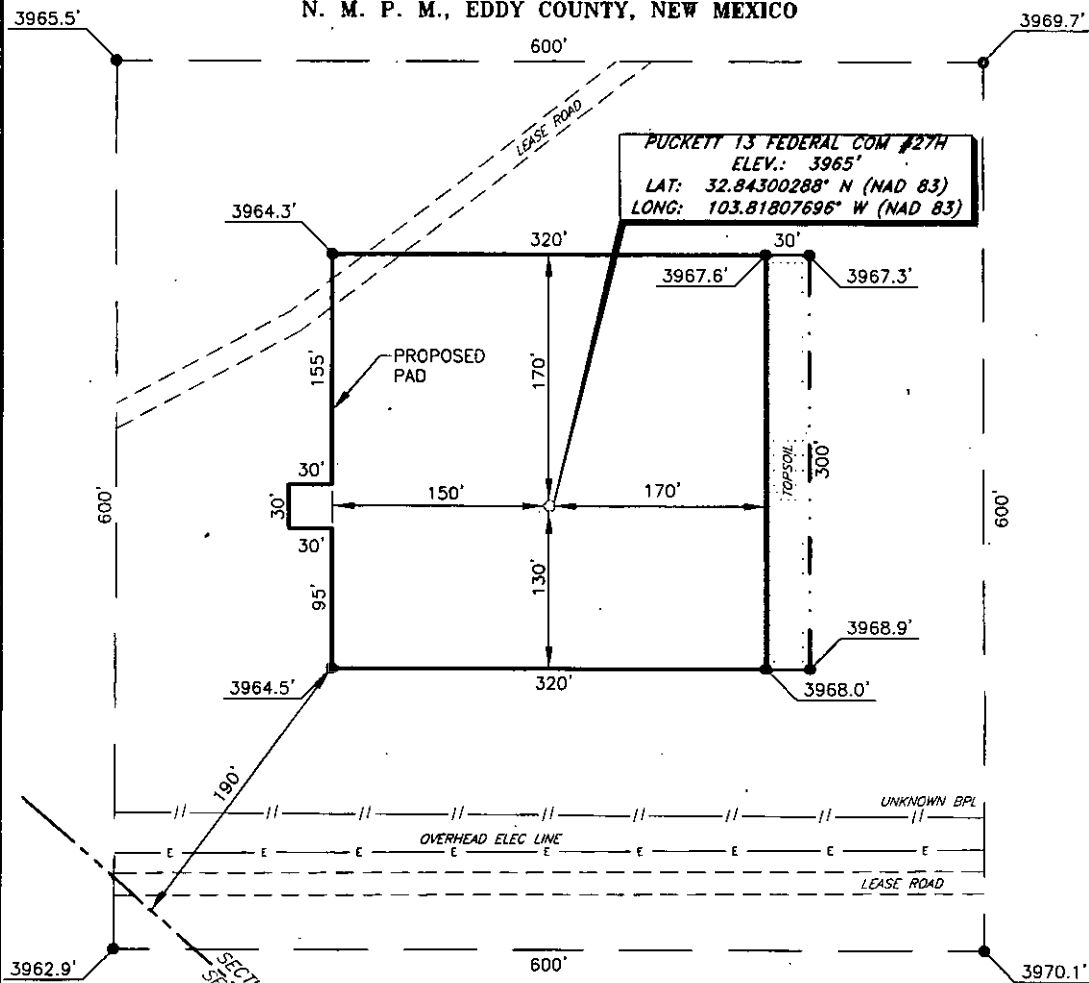 N. M. P. M., EDDY COUNTY, NEW MEXICO
3965.5'
3969.7'
600'
LEASE ROAD
PUCKETT 13 FEDERAL COM #27H
ELEV.: 3965'
LAT: 32.84300288° N (NAD 83)
LONG: 103.81807696° W (NAD 83)
3964.3'
320'
30'
3967.6'
3967.3'
155'
PROPOSED
PAD
170'
TOPSOIL
300'
600'
30'
30'
150'
170'
600'
30'
95'
130'
3968.9'
3964.5'
320'
3968.0'
190'
UNKNOWN BPL
OVERHEAD ELEC LINE
E E E E E E E E E
LEASE ROAD
3962.9'
600'
3970.1'